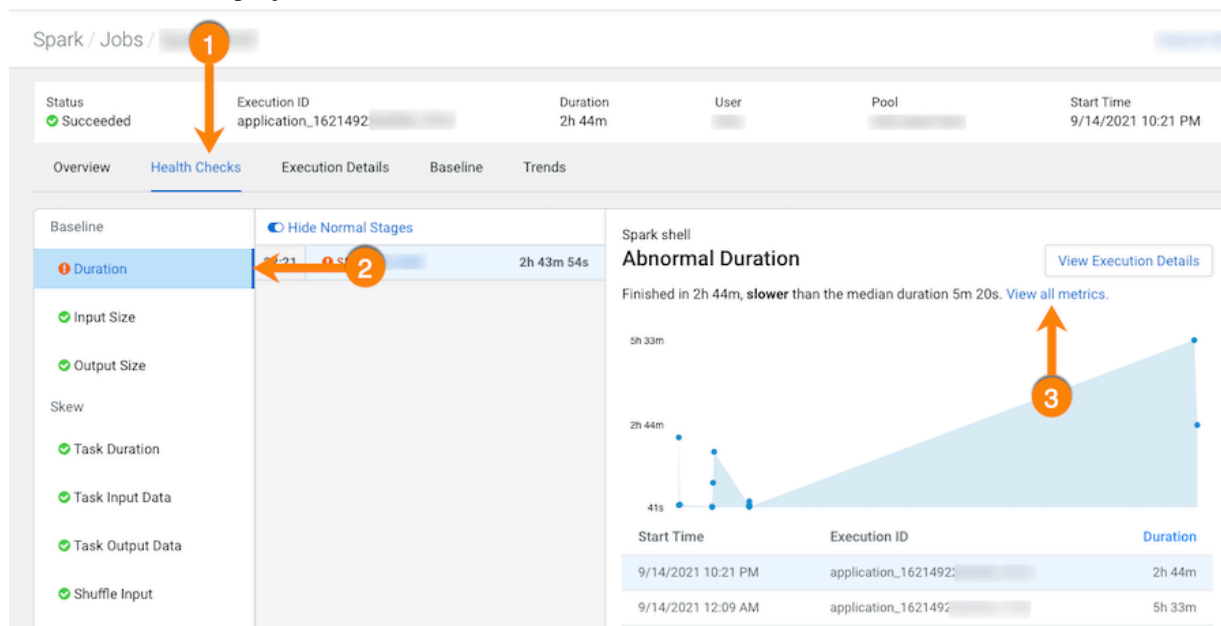 Spark / Jobs /
1
Status
Succeeded
Execution ID
application_1621492
Duration
2h 44m
User
Pool
Start Time
9/14/2021 10:21 PM
Overview Health Checks Execution Details Baseline Trends
Baseline
Duration
Input Size
Output Size
Skew
Task Duration
Task Input Data
Task Output Data
Shuffle Input
Hide Normal Stages
2
2h 43m 54s
Spark shell
Abnormal Duration
View Execution Details
Finished in 2h 44m, slower than the median duration 5m 20s. View all metrics.
3
5h 33m
2h 44m
41s
Start Time Execution ID Duration
9/14/2021 10:21 PM application_1621492 2h 44m
9/14/2021 12:09 AM application_1621492 5h 33m